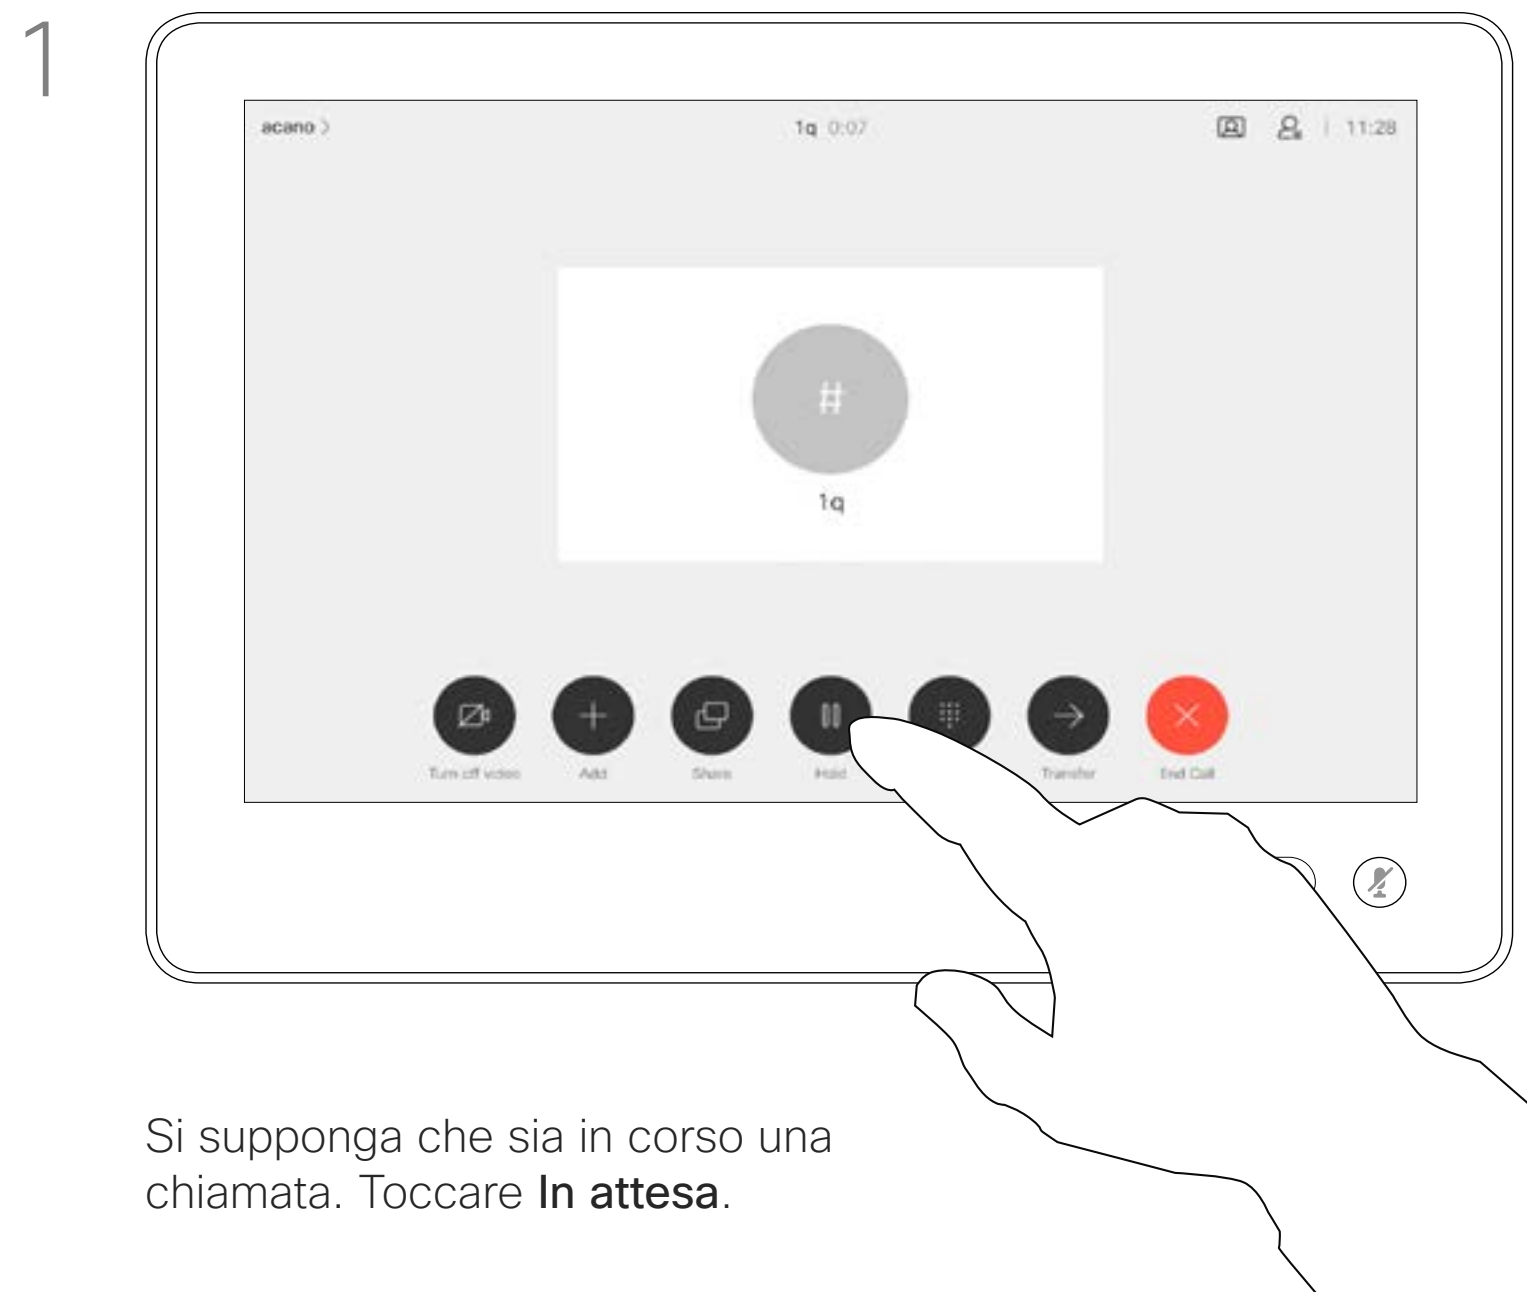 1
acano
1q 0:07
11:28
#
1q
Turn off video
Add
Share
Hold
Transfer
End Call
Si supponga che sia in corso una
chiamata. Toccare In attesa.